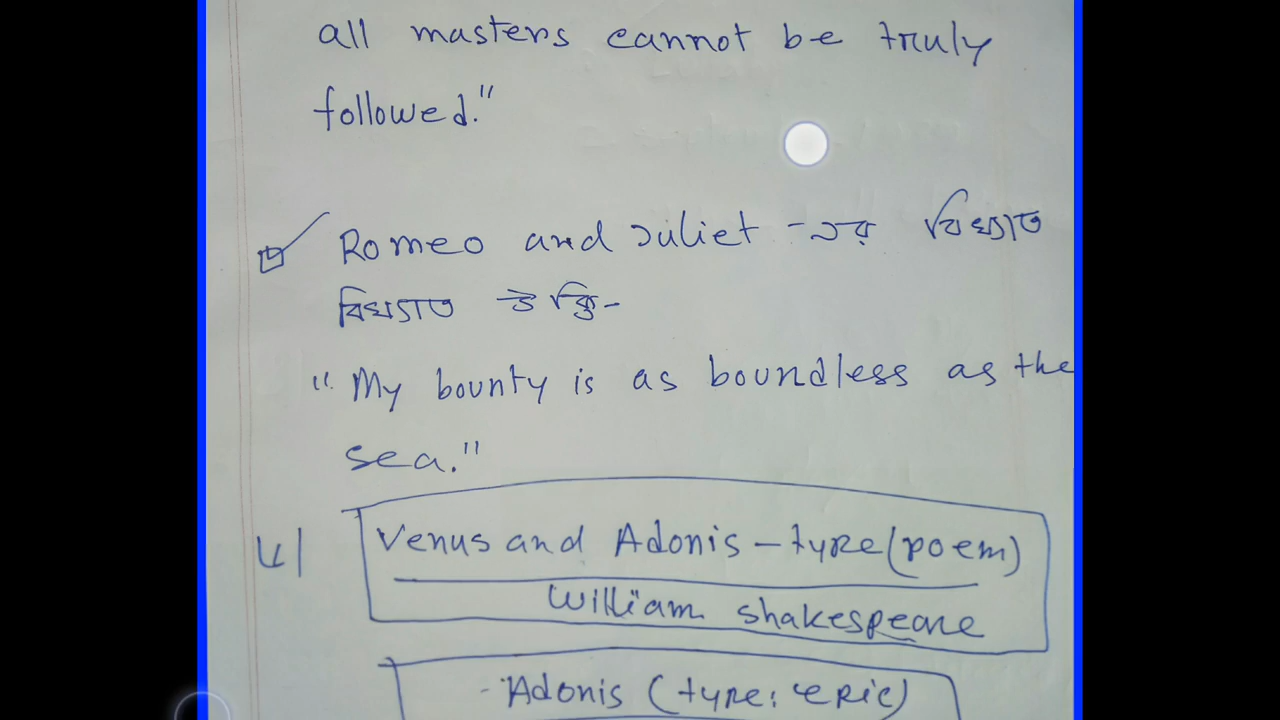 all masters cannot be truly
followed."
Romeo and Juliet -এর বিখ্যাত
বিখ্যাত উক্তি-
"My bounty is as boundless as the
sea."
4|
Venus and Adonis - type (poem)
William shakespeare
-Adonis (type: epic)